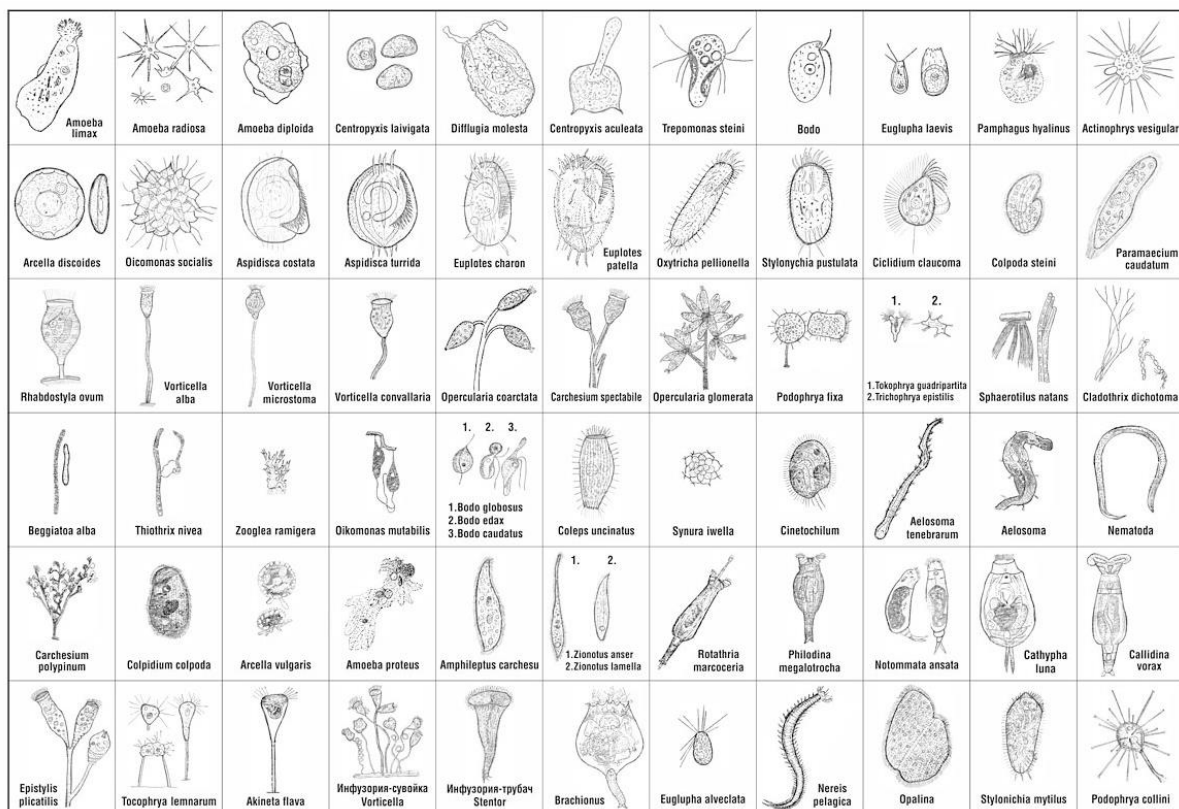 Amoeba
limax
Amoeba radiosa
Amoeba diploida
Centropyxis laivigata
Difflugia molesta
Centropyxis aculeata
Trepomonas steini
Bodo
Euglupha laevis
Pamphagus hyalinus
Actinophrys vesigular
Arcella discoides
Oicomonas socialis
Aspidisca costata
Aspidisca turrida
Euplotes charon
Euplotes
patella
Oxytricha pellionella
Stylonychia pustulata
Ciclidium claucoma
Colpoda steini
Paramaecium
caudatum
Rhabdostyla ovum
Vorticella
alba
Vorticella
microstoma
Vorticella convallaria
Opercularia coarctata
Carchesium spectabile
Opercularia glomerata
Podophrya fixa
1. 2.
1.Tokophrya guadripartita
2.Trichophrya epistilis
Sphaerotilus natans
Cladothrix dichotoma
Beggiatoa alba
Thiothrix nivea
Zooglea ramigera
Oikomonas mutabilis
1. 2. 3.
1.Bodo globosus
2.Bodo edax
3.Bodo caudatus
Coleps uncinatus
Synura iwella
Cinetochilum
Aelosoma
tenebrarum
Aelosoma
Nematoda
Carchesium
polypinum
Colpidium colpoda
Arcella vulgaris
Amoeba proteus
Amphileptus carchesu
1. 2.
1.Zionotus anser
2.Zionotus lamella
Rotathria
marcoceria
Philodina
megalotrocha
Notommata ansata
Cathypha
luna
Callidina
vorax
Epistylis
plicatilis
Tocophrya lemnarum
Akineta flava
Инфузория-сувойка
Vorticella
Инфузория-трубач
Stentor
Brachionus
Euglupha alveclata
Nereis
pelagica
Opalina
Stylonichia mytilus
Podophrya collini